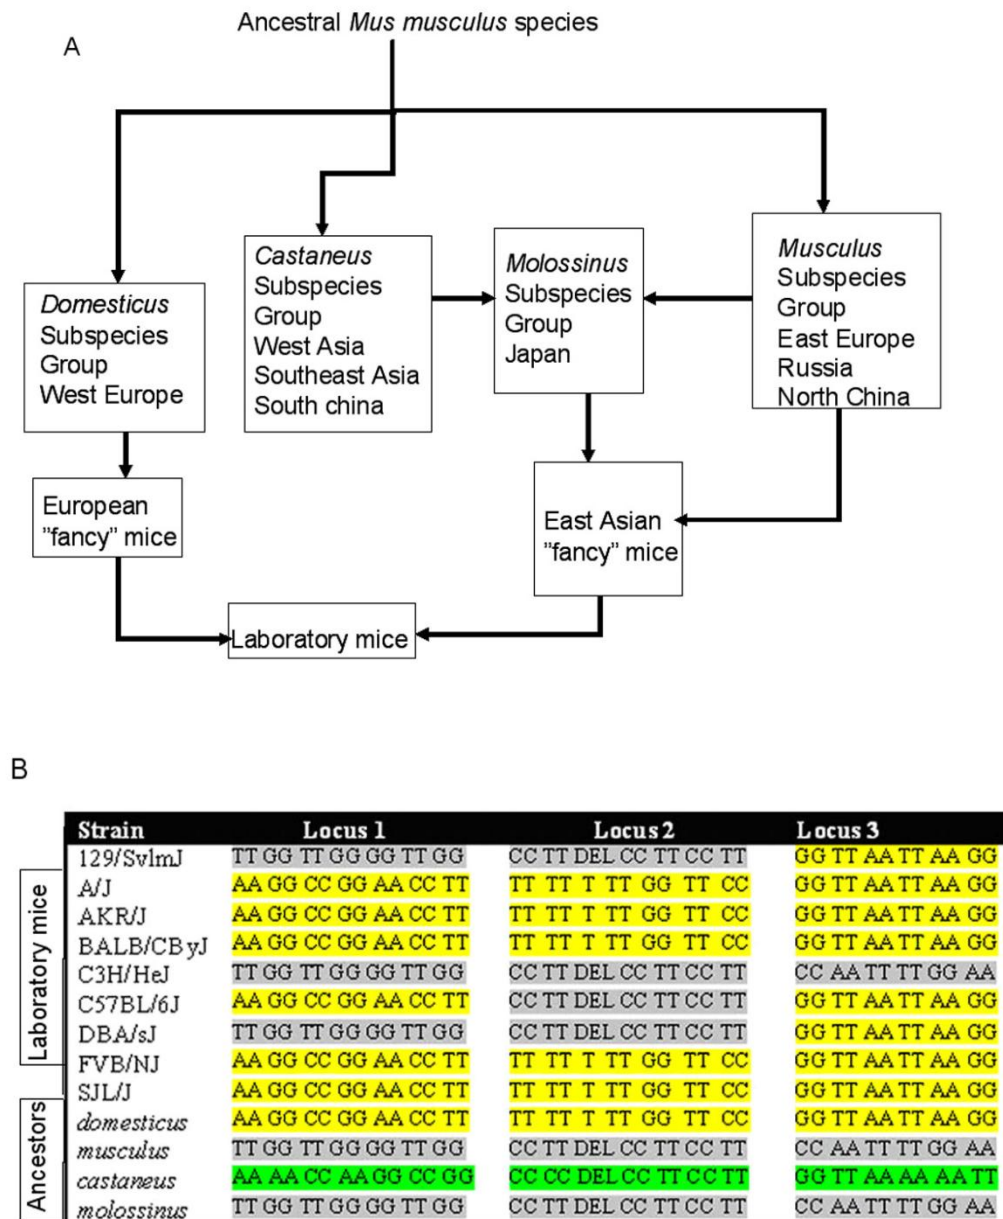 Ancestral Mus musculus species
A
Domesticus
Subspecies
Group
West Europe
Castaneus
Subspecies
Group
West Asia
Southeast Asia
South china
Molossinus
Subspecies
Group
Japan
Musculus
Subspecies
Group
East Europe
Russia
North China
European
"fancy" mice
East Asian
"fancy" mice
Laboratory mice
B
Strain Locus 1 Locus 2 Locus 3
Laboratory mice
129/SvlmJ TT GG TT GG GG TT GG CC TT DEL CC TT CC TT GG TT AA TT AA GG
A/J AA GG CC GG AA CC TT TT TT T TT GG TT CC GG TT AA TT AA GG
AKR/J AA GG CC GG AA CC TT TT TT T TT GG TT CC GG TT AA TT AA GG
BALB/CByJ AA GG CC GG AA CC TT TT TT T TT GG TT CC GG TT AA TT AA GG
C3H/HeJ TT GG TT GG GG TT GG CC TT DEL CC TT CC TT CC AA TT TT GG AA
C57BL/6J AA GG CC GG AA CC TT CC TT DEL CC TT CC TT GG TT AA TT AA GG
DBA/sJ TT GG TT GG GG TT GG CC TT DEL CC TT CC TT GG TT AA TT AA GG
FVB/NJ AA GG CC GG AA CC TT TT TT T TT GG TT CC GG TT AA TT AA GG
SJL/J AA GG CC GG AA CC TT TT TT T TT GG TT CC GG TT AA TT AA GG
Ancestors
domesticus AA GG CC GG AA CC TT TT TT T TT GG TT CC GG TT AA TT AA GG
musculus TT GG TT GG GG TT GG CC TT DEL CC TT CC TT CC AA TT TT GG AA
castaneus AA AA CC AA GG CC GG CC CC DEL CC TT CC TT GG TT AA AA AA TT
molossinus TT GG TT GG GG TT GG CC TT DEL CC TT CC TT CC AA TT TT GG AA